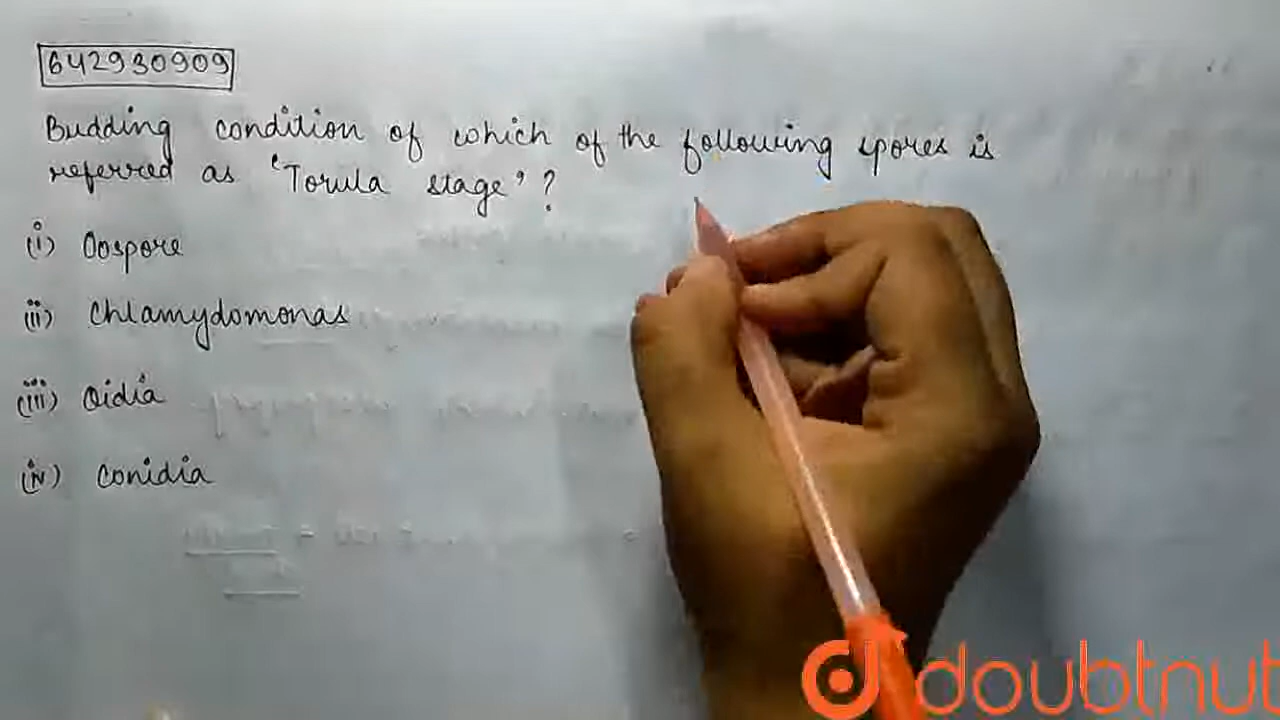 642930909
Budding condition of which of the following spores is
referred as 'Torula stage'?
(i) Oospore
(ii) Chlamydomonas
(iii) Oidia
(iv) Conidia
doubtnut